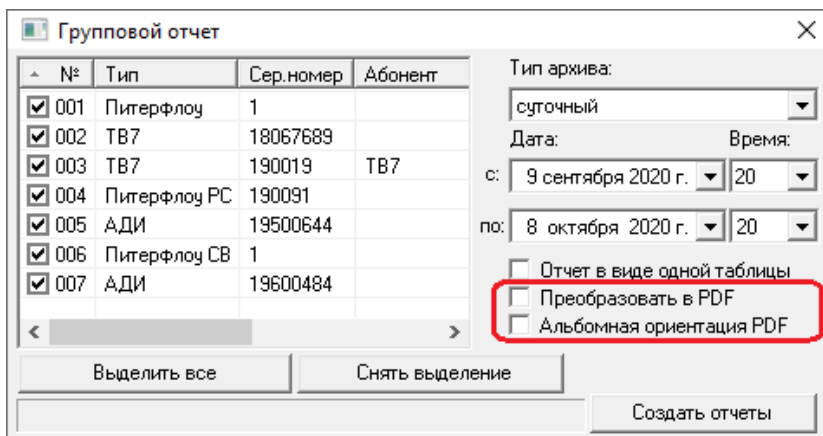 Групповой отчет
№ Тип Сер.номер Абонент
001 Питерфлоу 1
002 ТВ7 18067689
003 ТВ7 190019 ТВ7
004 Питерфлоу РС 190091
005 АДИ 19500644
006 Питерфлоу СВ 1
007 АДИ 19600484
Тип архива:
суточный
Дата: Время:
с: 9 сентября 2020 г. 20
по: 8 октября 2020 г. 20
Отчет в виде одной таблицы
Преобразовать в PDF
Альбомная ориентация PDF
Выделить все Снять выделение
Создать отчеты